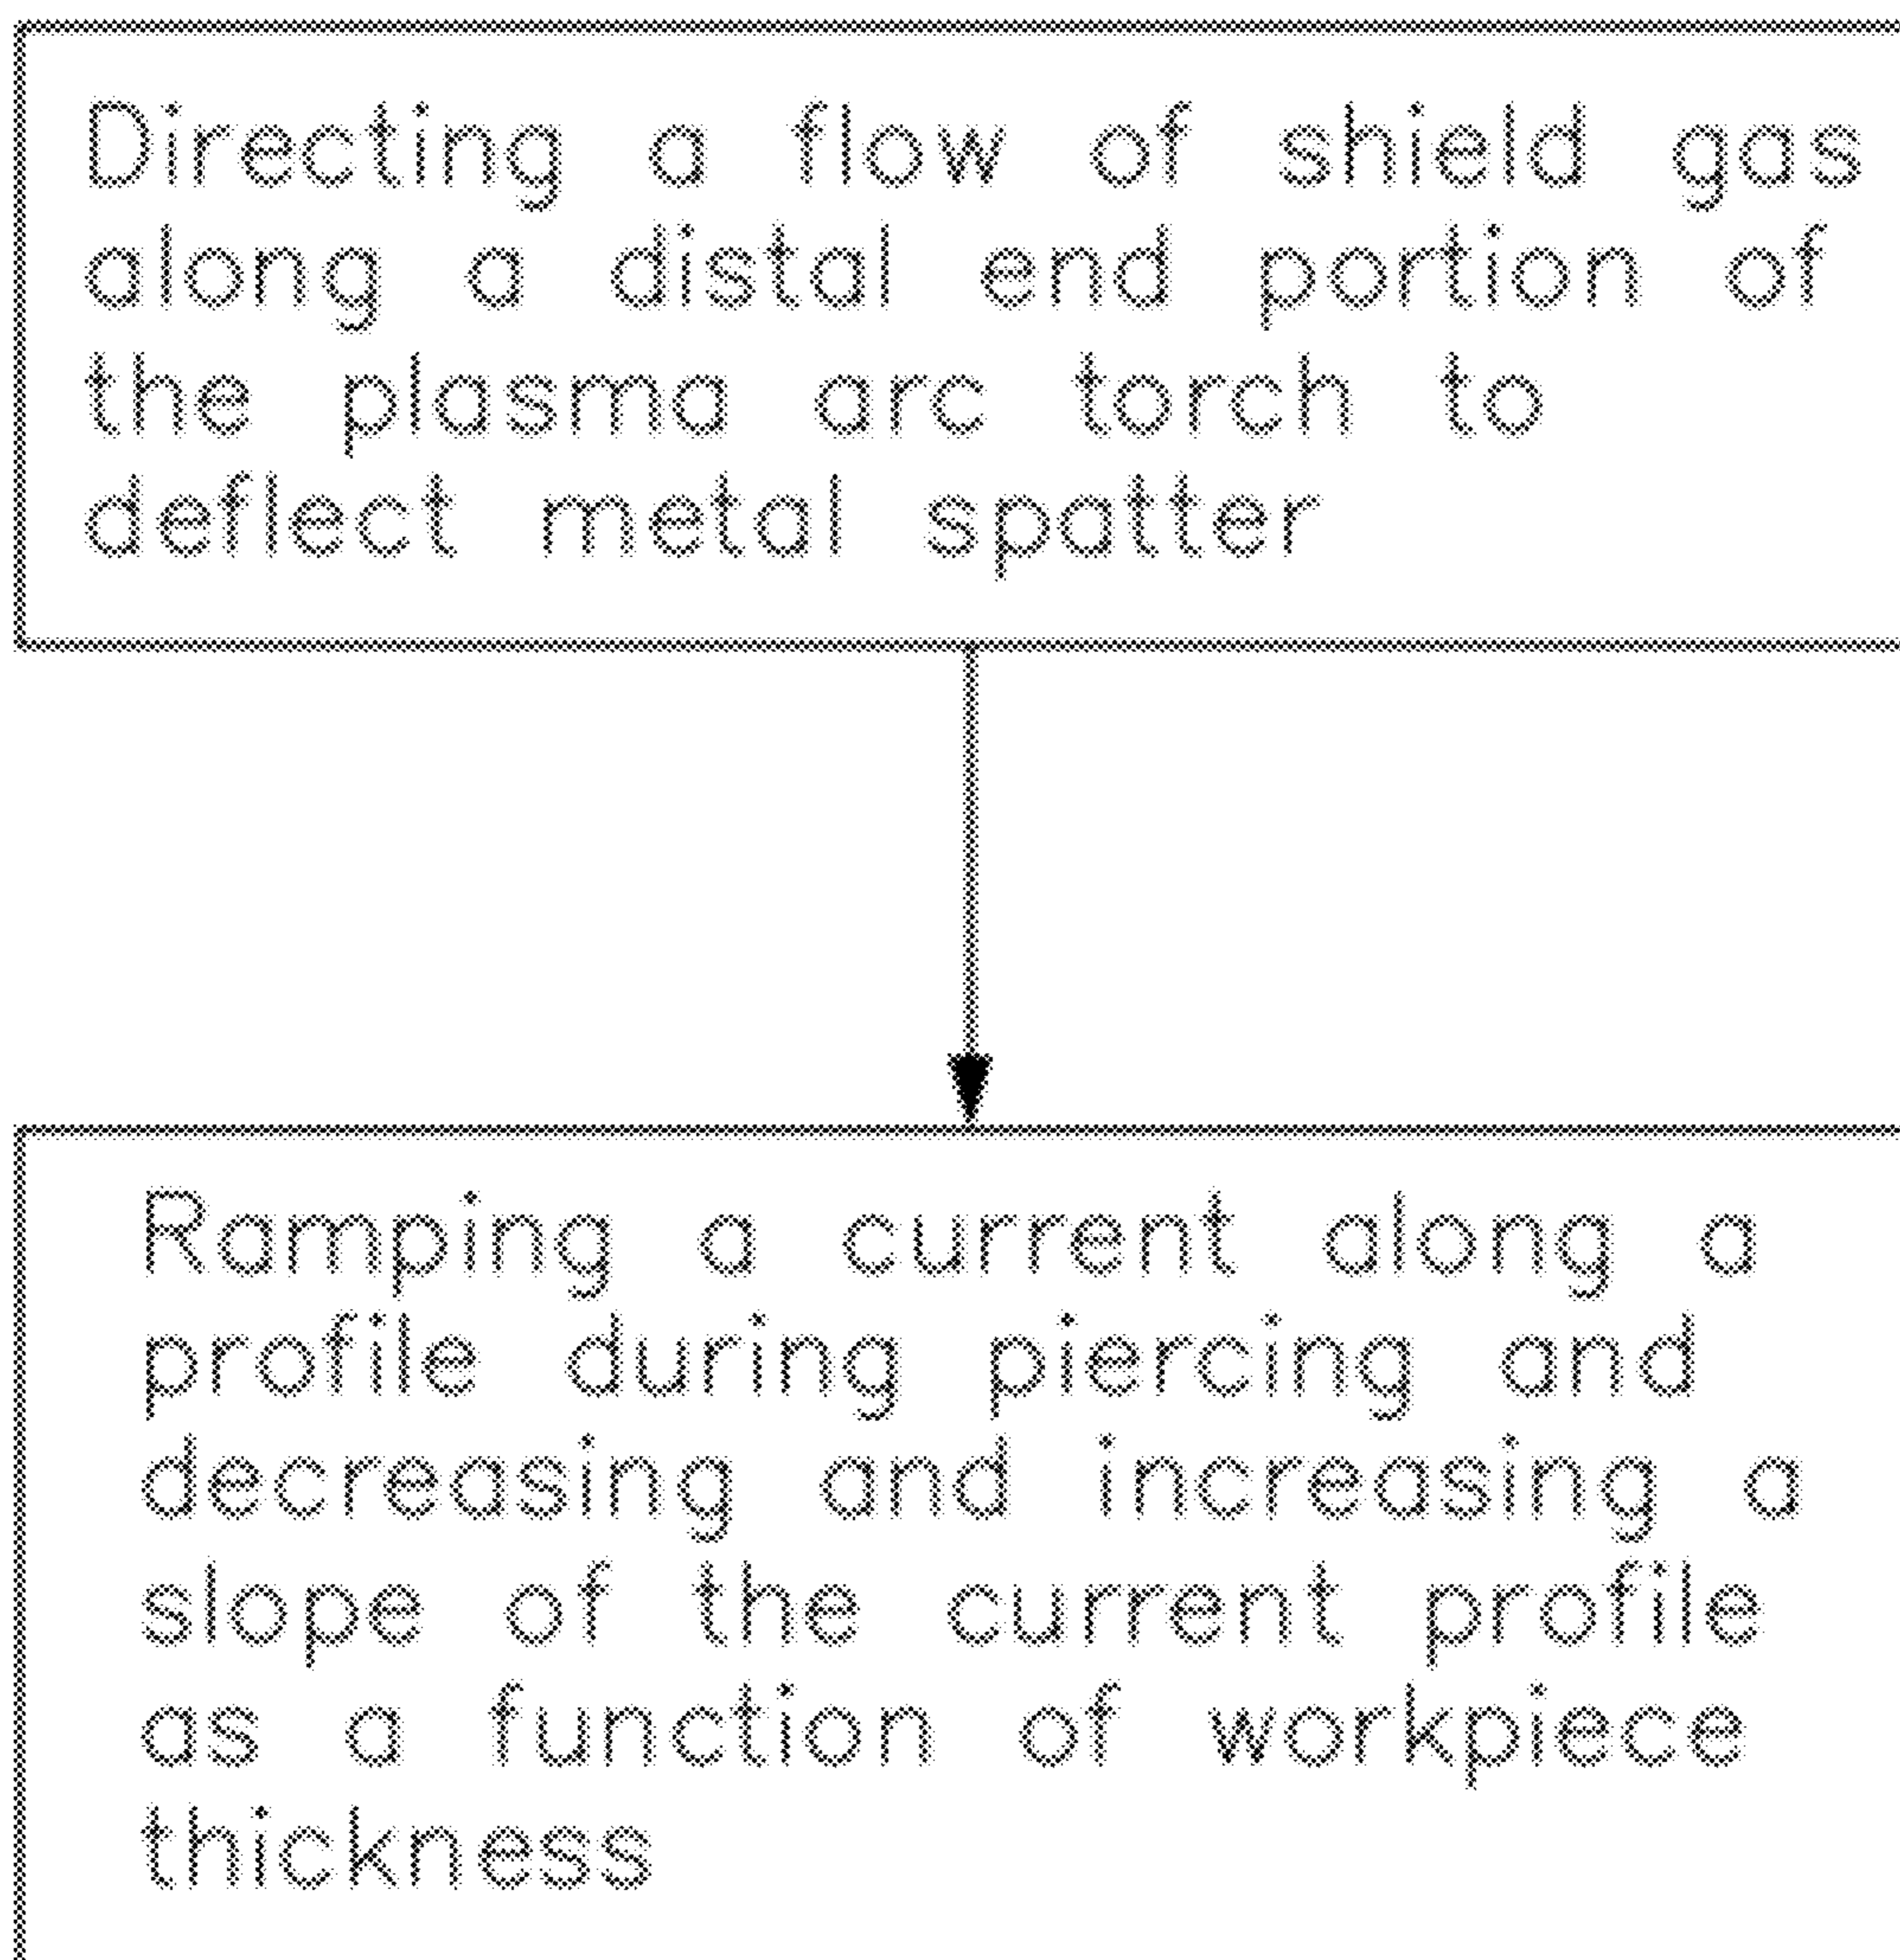 Directing a flow of shield gas
along a distal end portion of
the plasma arc torch to
deflect metal spatter
Ramping a current along a
profile during piercing and
decreasing and increasing a
slope of the current profile
as a function of workpiece
thickness